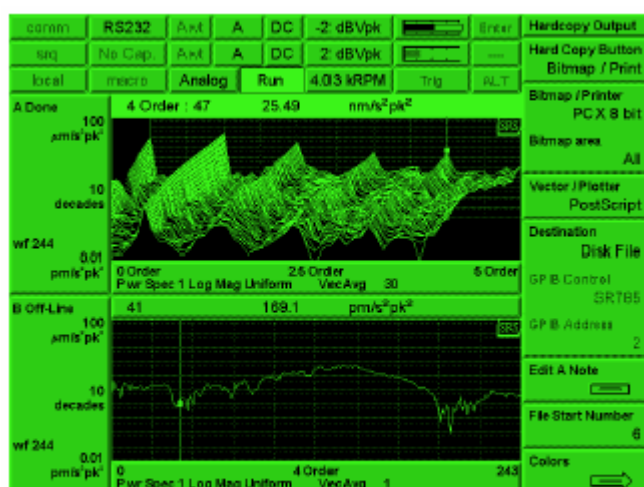 comm RS232 A>xt A DC -2: dBVpk Enter
srq No Cap. A>xt A DC 2: dBVpk ---
local macro Analog Run 4.013 kRPM Trig ALT
Hardcopy Output
Hard Copy Button
Bitmap / Print
Bitmap / Printer
PCX 8 bit
Bitmap area
All
Vector / Plotter
PostScript
Destination
Disk File
GPIB Control
SR785
GPIB Address
2
Edit A Note
File Start Number
6
Colors
A Done
4 Order : 47 25.49 nm/s²pk²
100
µm/s²pk²
SRS
10
decades
wf 244
0.01
pm/s²pk²
0 Order 2.5 Order 5 Order
Pwr Spec 1 Log Mag Uniform VecAvg 30
B Off-Line
41 169.1 pm/s²pk²
100
µm/s²pk²
SRS
10
decades
wf 244
0.01
pm/s²pk²
0 4 Order 243
Pwr Spec 1 Log Mag Uniform VecAvg 1